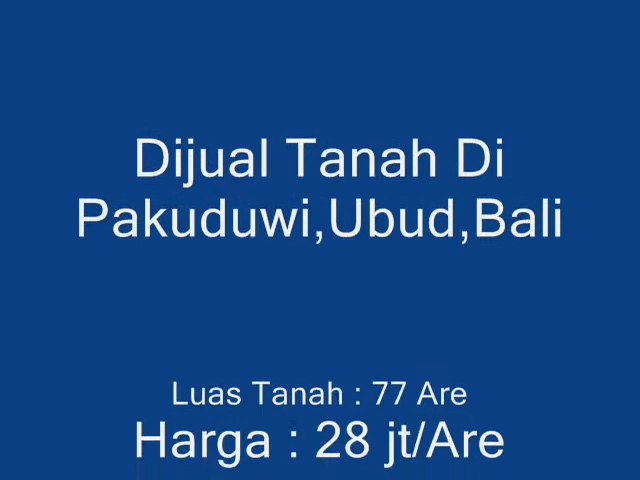 Dijual Tanah Di
Pakuduwi,Ubud,Bali
Luas Tanah : 77 Are
Harga : 28 jt/Are